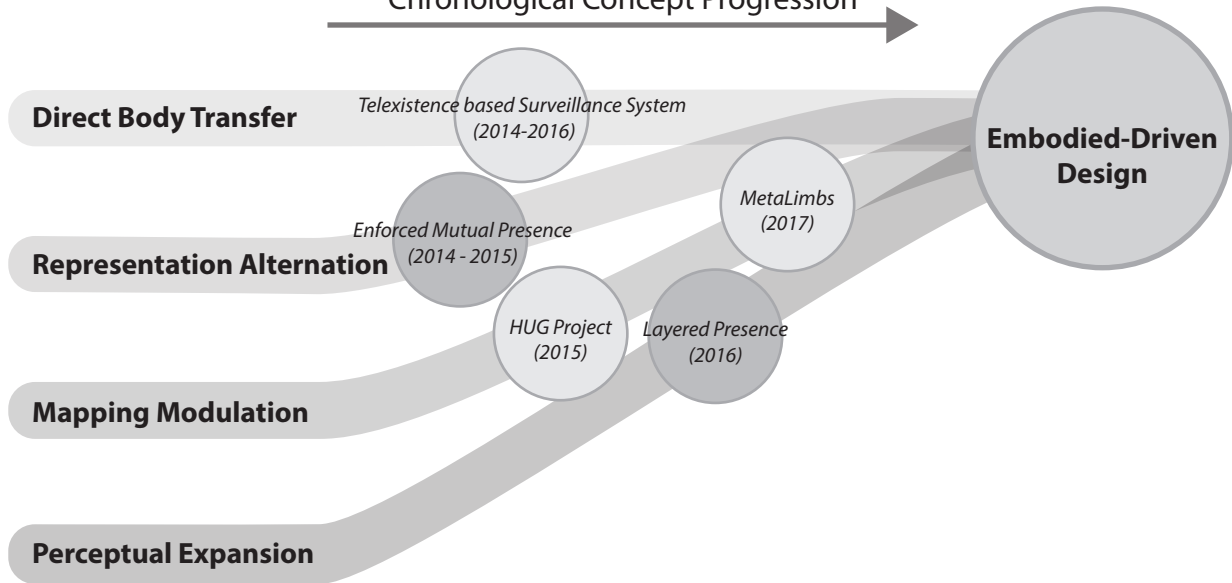 Chronological Concept Progression
Direct Body Transfer
Telexistence based Surveillance System
(2014-2016)
Embodied-Driven
Design
MetaLimbs
(2017)
Enforced Mutual Presence
(2014 - 2015)
Representation Alternation
HUG Project
(2015)
Layered Presence
(2016)
Mapping Modulation
Perceptual Expansion